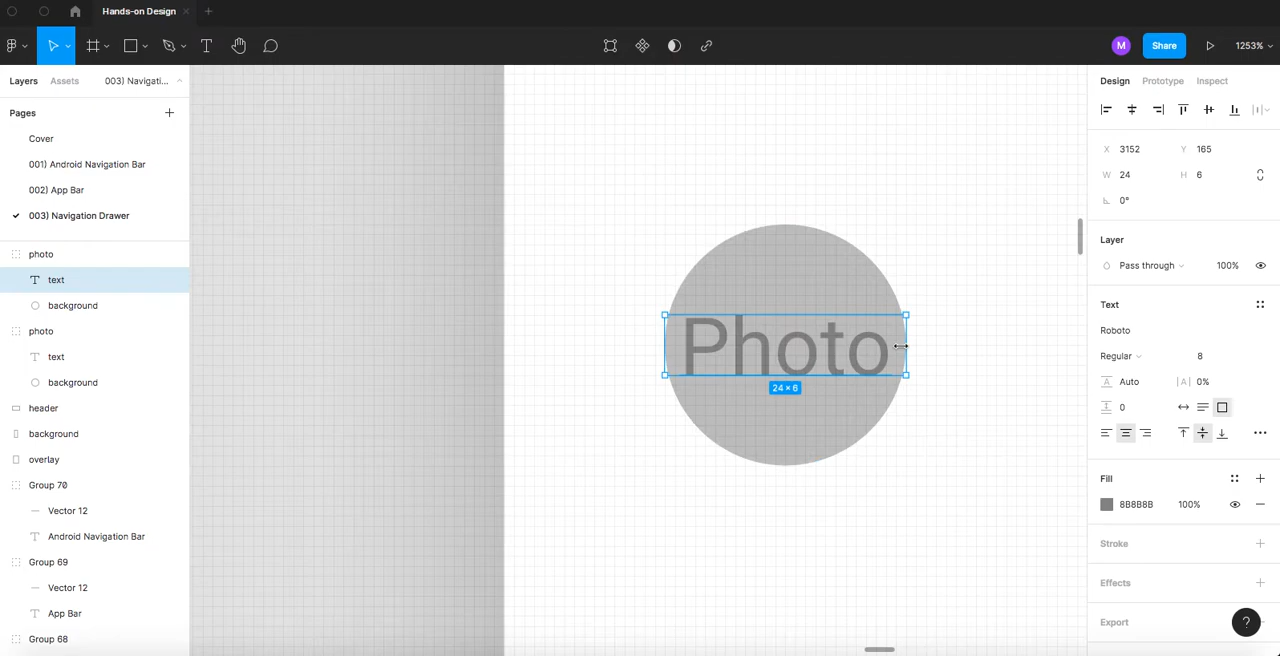 Hands-on Design
Share
1253%
M
Layers
Assets
003) Navigati...
Pages
Cover
001) Android Navigation Bar
002) App Bar
003) Navigation Drawer
photo
text
background
photo
text
background
header
background
overlay
Group 70
Vector 12
Android Navigation Bar
Group 69
Vector 12
App Bar
Group 68
Photo
24 × 6
Design
Prototype
Inspect
X 3152
Y 165
W 24
H 6
0°
Layer
Pass through
100%
Text
Roboto
Regular
8
A Auto
|A| 0%
0
Fill
8B8B8B
100%
Stroke
Effects
Export
?